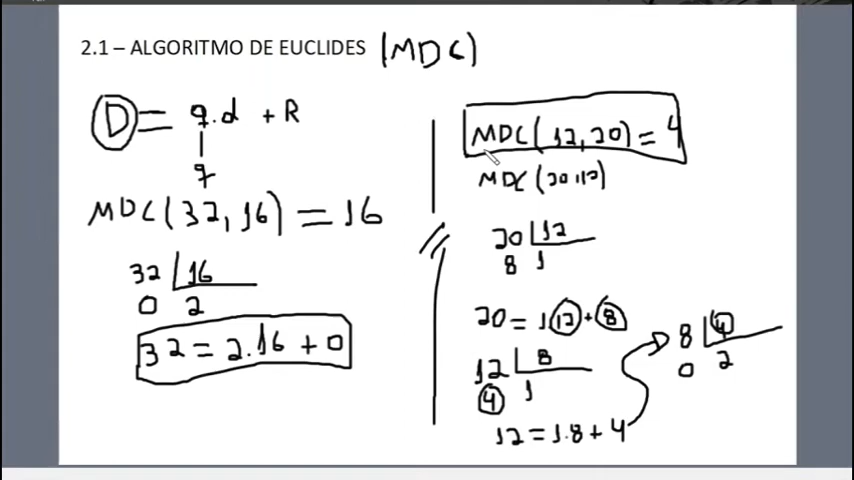 2.1 – ALGORITMO DE EUCLIDES (MDC)
D = q.d + R
q
MDC(32,16) = 16
32 16
0 2
32 = 2.16 + 0
MDC(12,20) = 4
MDC(20,12)
20 12
8 1
20 = 1.12 + 8
12 8
4 1
12 = 1.8 + 4
8 4
0 2